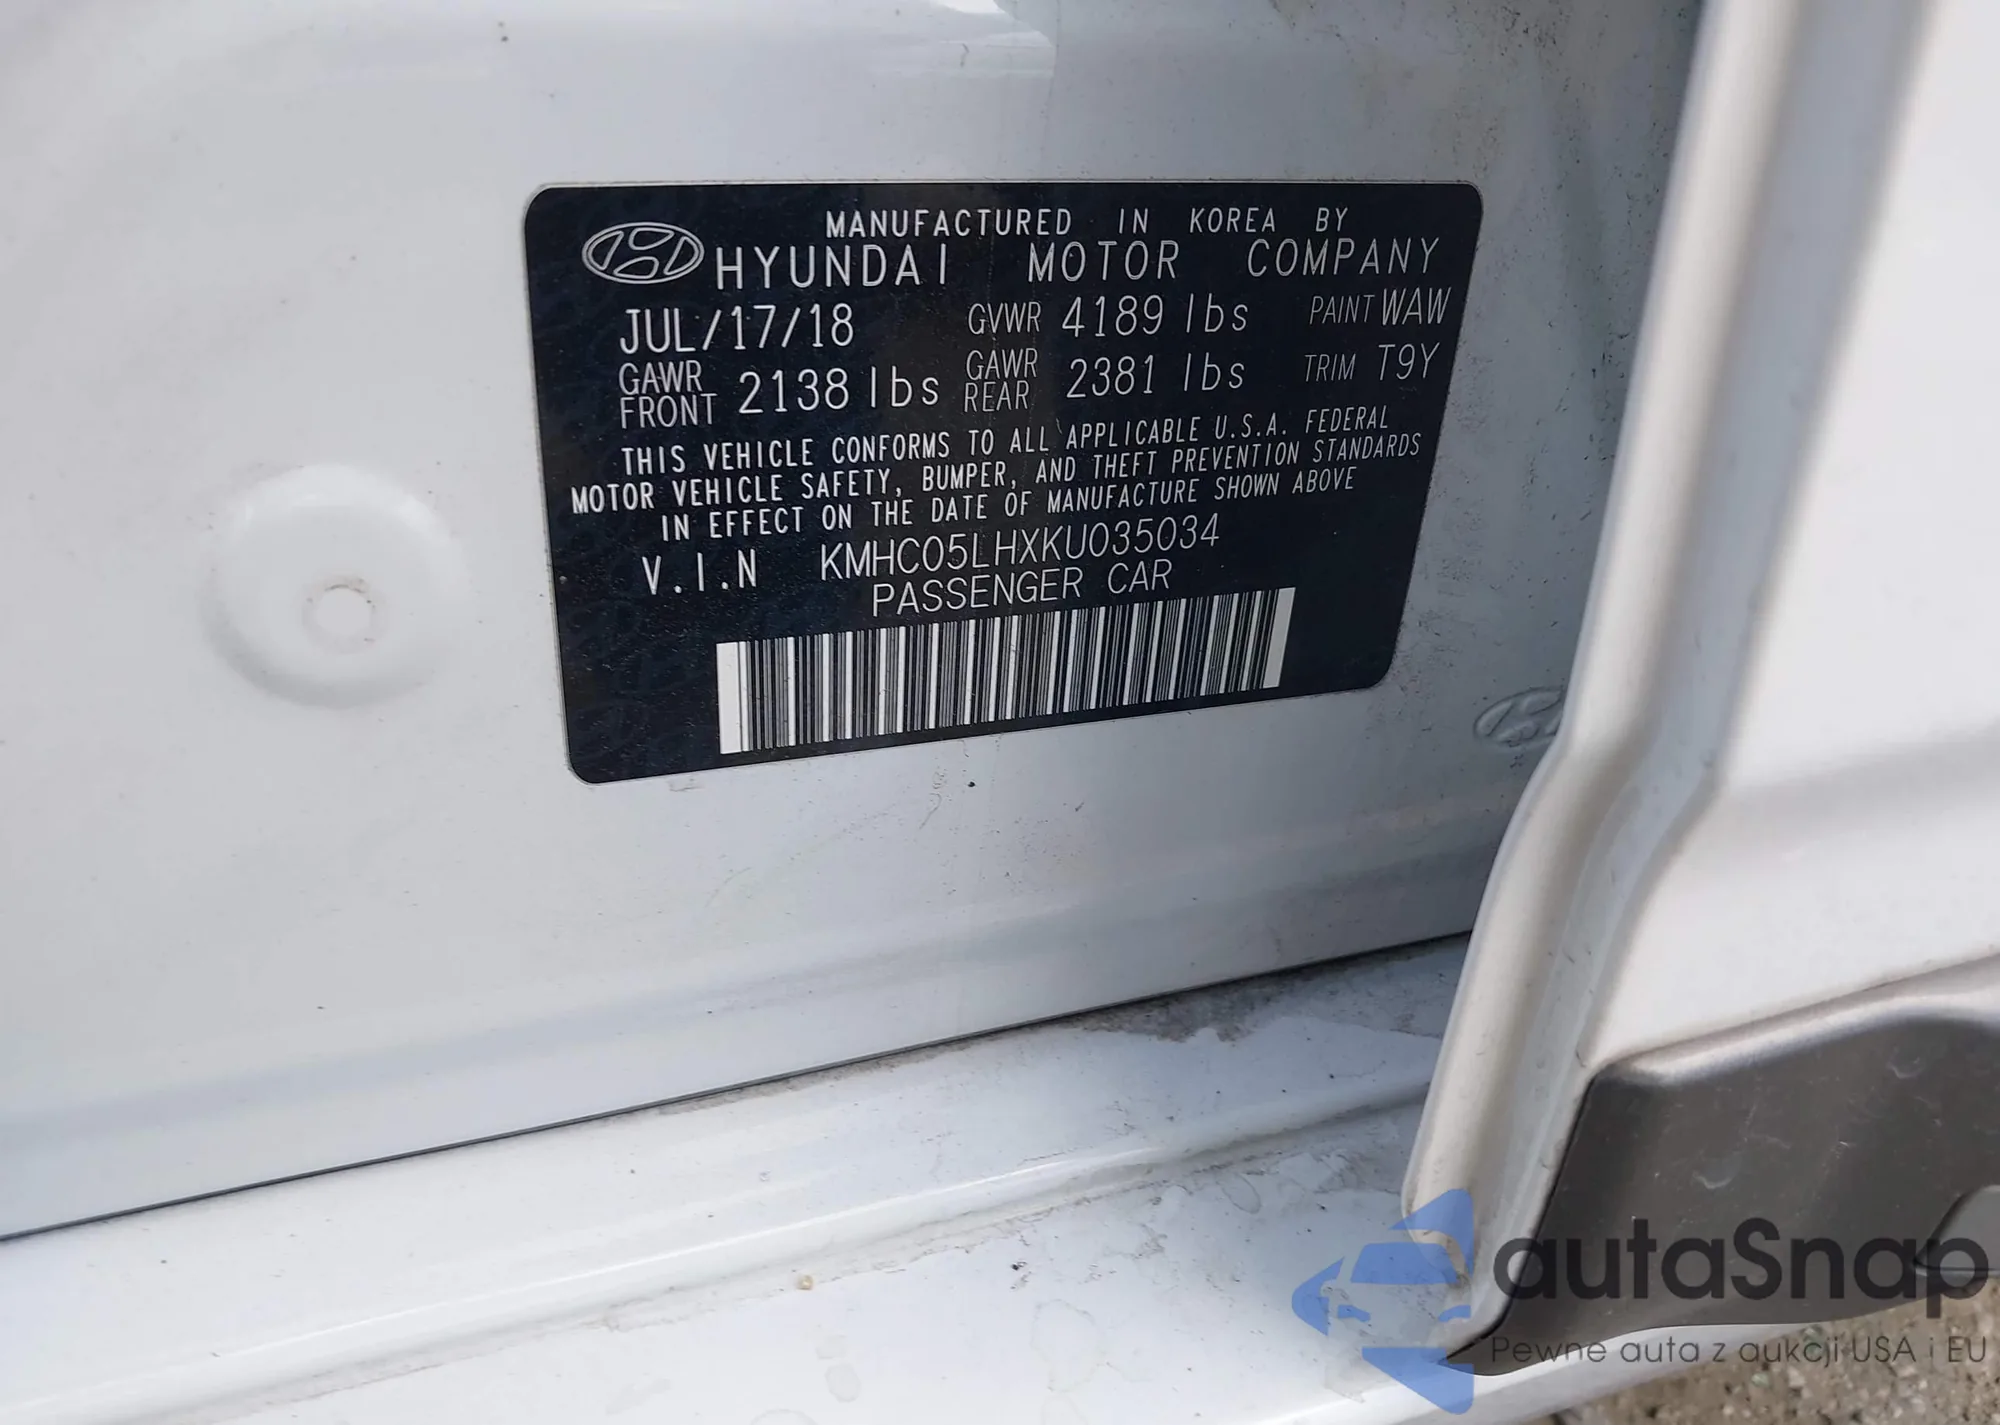 MANUFACTURED IN KOREA BY
HYUNDAI MOTOR COMPANY
JUL/17/18 GVWR 4189 lbs PAINT WAW
GAWR FRONT 2138 lbs GAWR REAR 2381 lbs TRIM T9Y
THIS VEHICLE CONFORMS TO ALL APPLICABLE U.S.A. FEDERAL
MOTOR VEHICLE SAFETY, BUMPER, AND THEFT PREVENTION STANDARDS
IN EFFECT ON THE DATE OF MANUFACTURE SHOWN ABOVE
V.I.N KMHC05LHXKU035034
PASSENGER CAR
autaSnap
Pewne auta z aukcji USA i EU